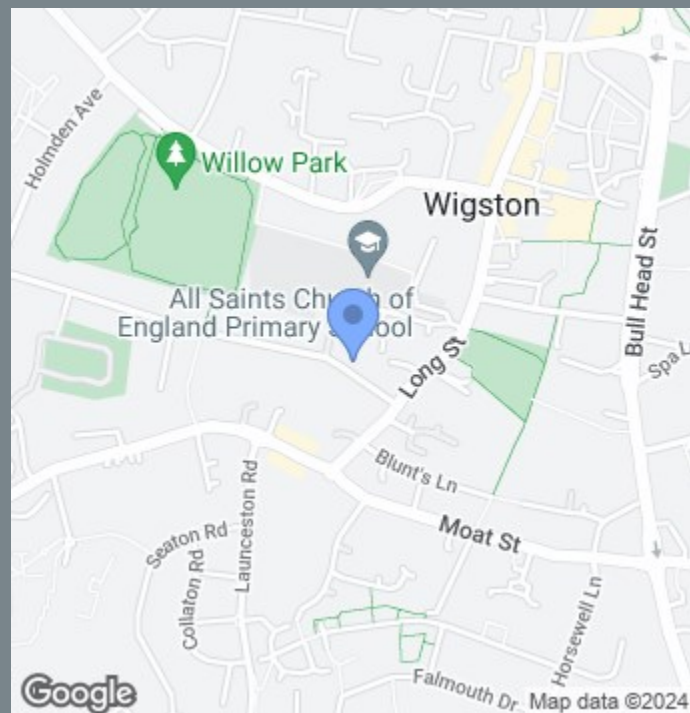 Holmden Ave
Willow Park
Wigston
Bull Head St
All Saints Church of
England Primary School
Long St
Spa L
Blunt's Ln
Launceston Rd
Moat St
Seaton Rd
Collaton Rd
Horsewell Ln
Falmouth Dr
Google
Map data ©2024